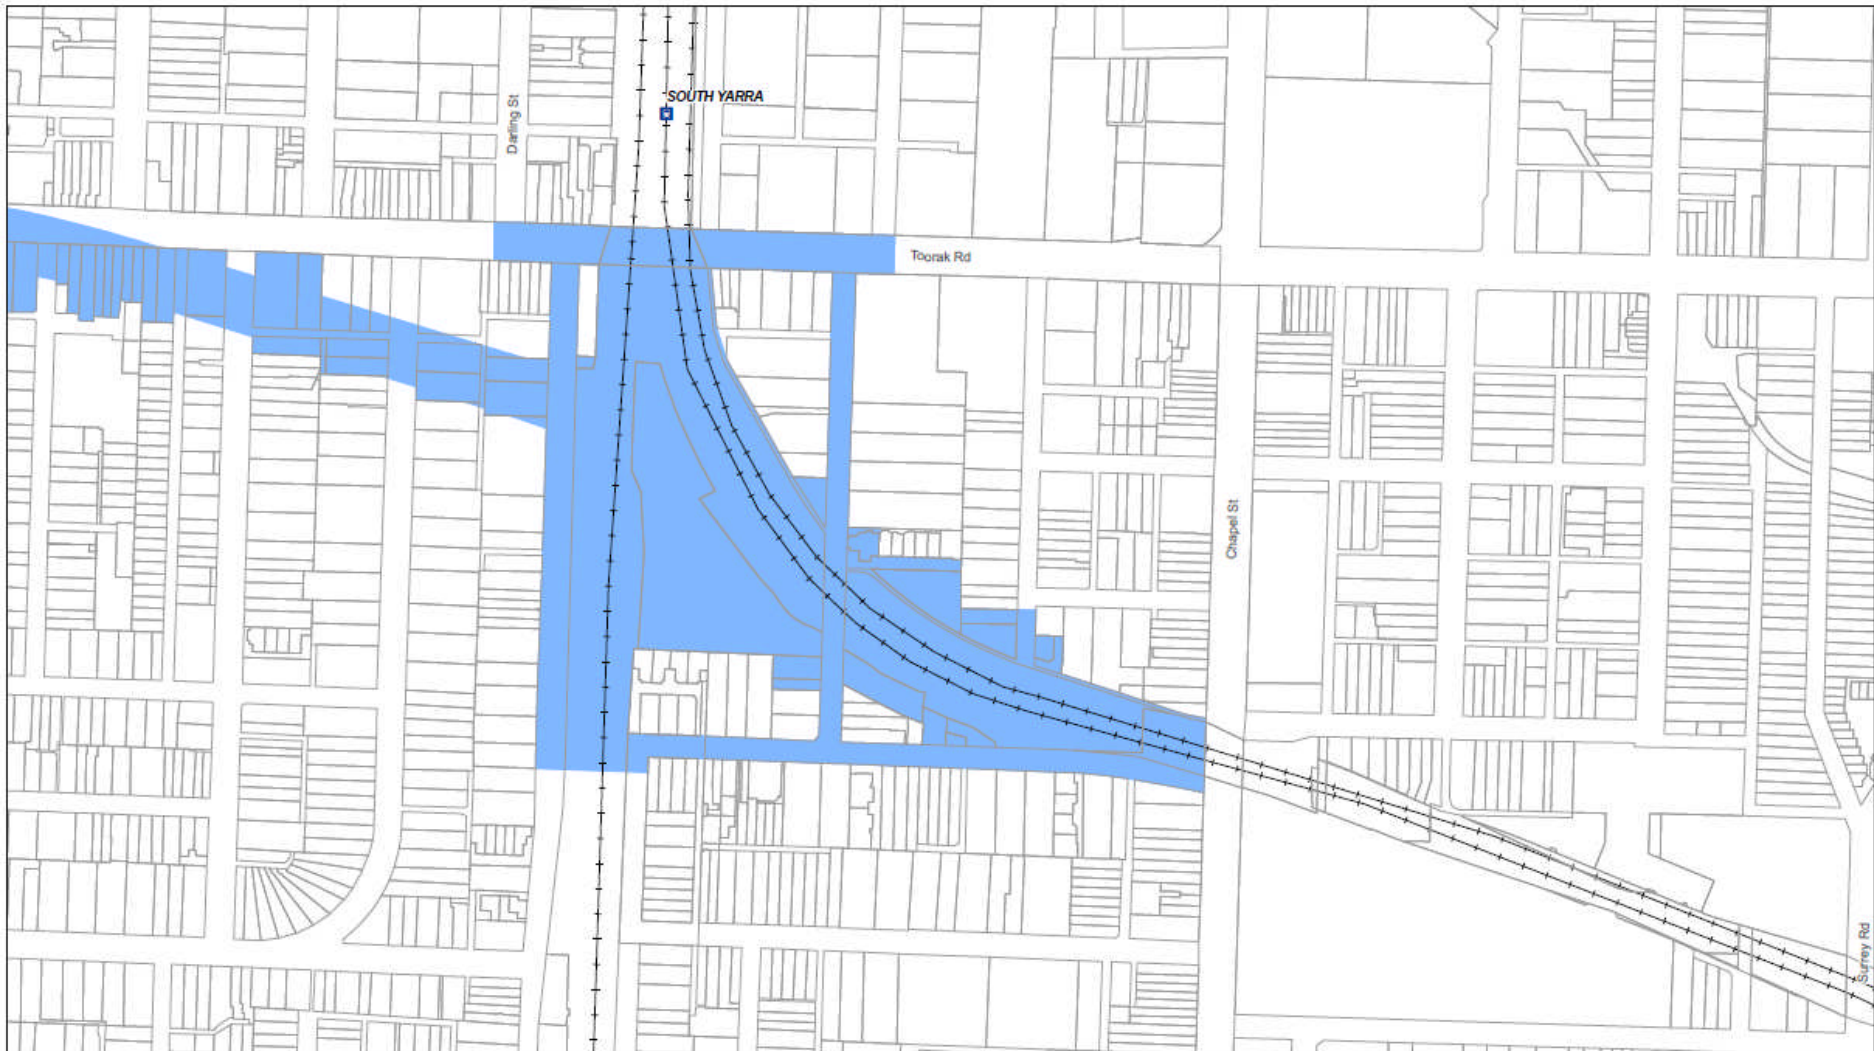 SOUTH YARRA
Darling St
Toorak Rd
Chapel St
Surrey Rd